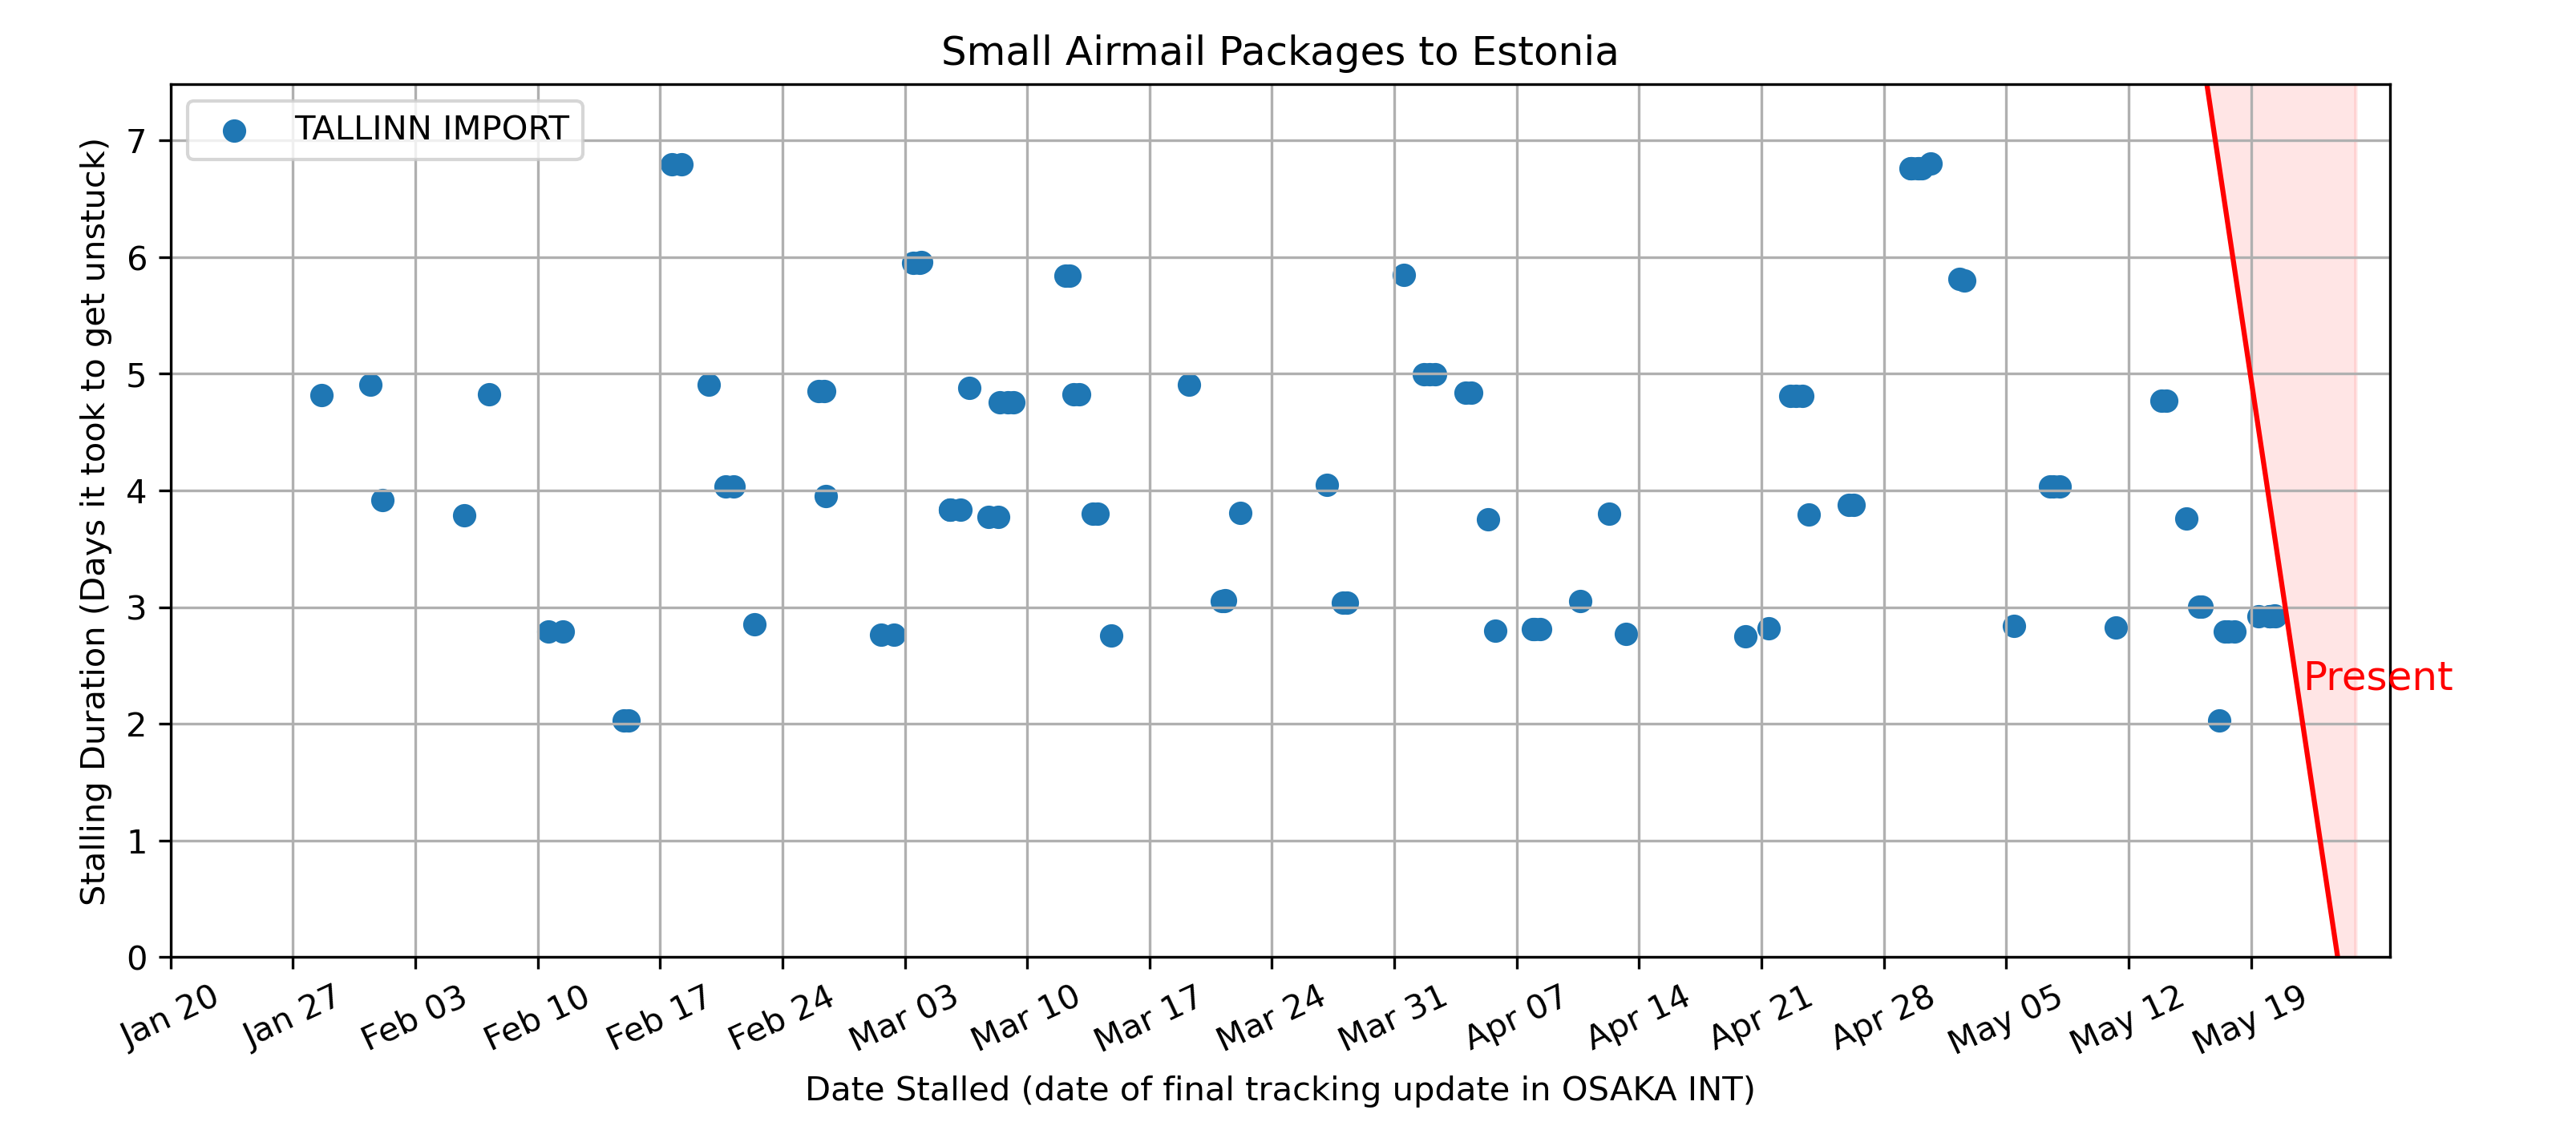 Small Airmail Packages to Estonia
TALLINN IMPORT
Stalling Duration (Days it took to get unstuck)
7
6
5
4
3
2
1
0
Present
Jan 20
Jan 27
Feb 03
Feb 10
Feb 17
Feb 24
Mar 03
Mar 10
Mar 17
Mar 24
Mar 31
Apr 07
Apr 14
Apr 21
Apr 28
May 05
May 12
May 19
Date Stalled (date of final tracking update in OSAKA INT)